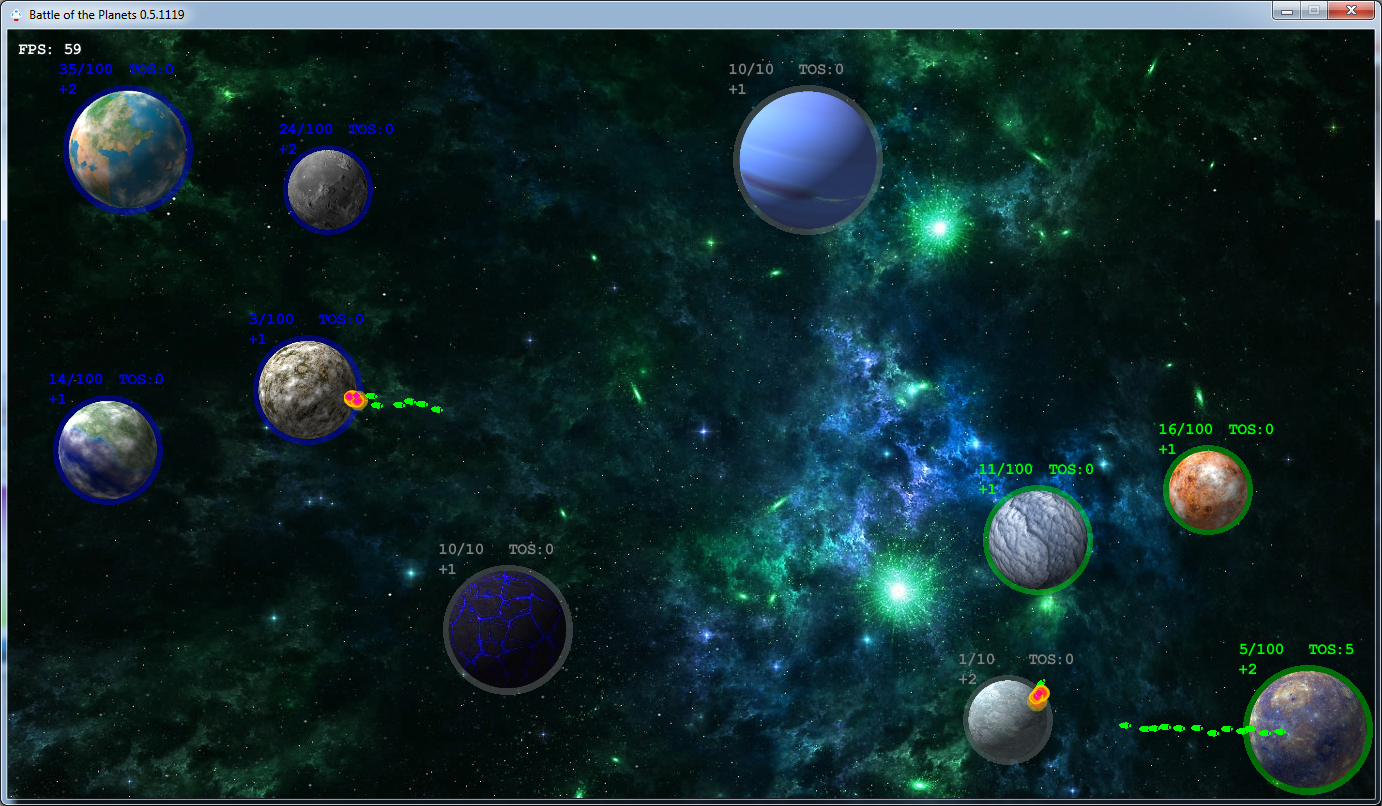 Battle of the Planets 0.5.1119
FPS: 59
35/100 TOS:0
+2
10/10 TOS:0
+1
24/100 TOS:0
+2
3/100 TOS:0
+1
14/100 TOS:0
+1
16/100 TOS:0
+1
11/100 TOS:0
+1
10/10 TOS:0
+1
1/10 TOS:0
+2
5/100 TOS:5
+2